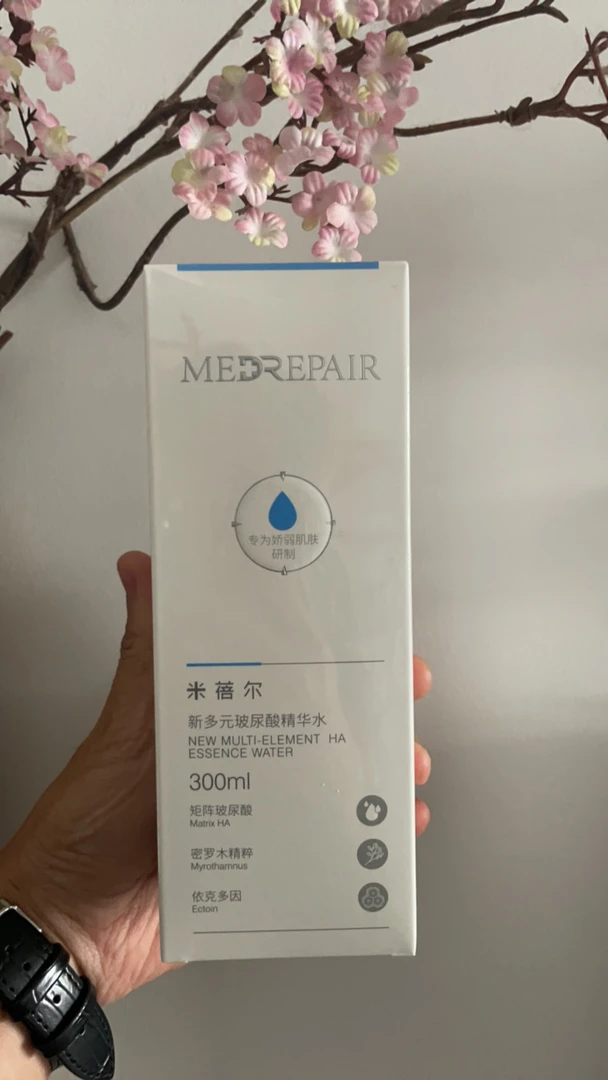 MEDREPAIR
专为娇弱肌肤
研制
米蓓尔
新多元玻尿酸精华水
NEW MULTI-ELEMENT HA
ESSENCE WATER
300ml
矩阵玻尿酸
Matrix HA
密罗木精粹
Myrothamnus
依克多因
Ectoin